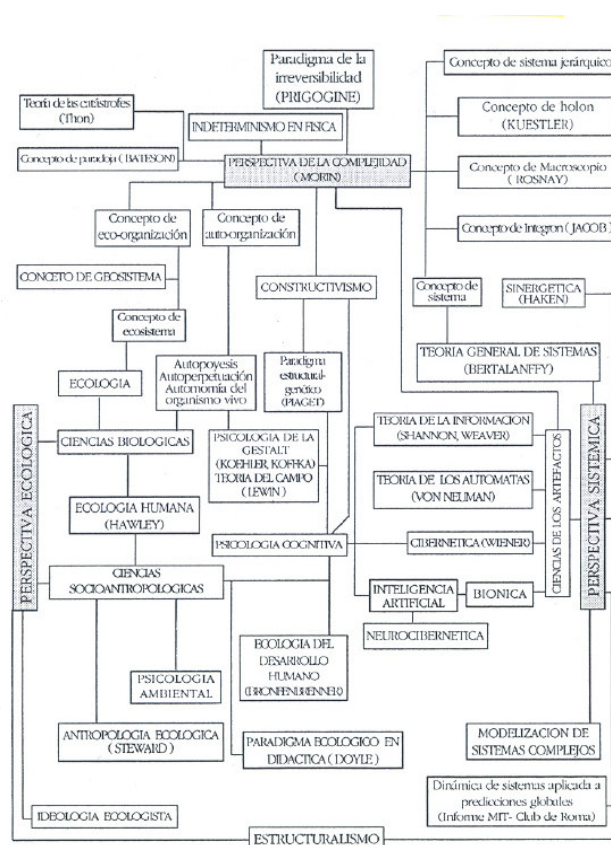 Paradigma de la
irreversibilidad
(PRIGOGINE)
Concepto de sistema jerárquico
Teoría de las catástrofes
(Thon)
INDETERMINISMO EN FISICA
Concepto de holon
(KUESTLER)
Concepto de paradoja ( BATESON)
PERSPECTIVA DE LA COMPLEJIDAD
( MORIN)
Concepto de Macroscopio
( ROSNAY)
Concepto de
eco-organización
Concepto de
auto-organización
Concepto de Integron ( JACOB )
CONCETO DE GEOSISTEMA
CONSTRUCTIVISMO
Concepto de
sistema
SINERGETICA
(HAKEN)
Concepto de
ecosistema
TEORIA GENERAL DE SISTEMAS
(BERTALANFFY)
ECOLOGIA
Autopoyesis
Autoperpetuación
Automomía del
organismo vivo
Paradigma
estructural-
genético
(PIAGET)
PERSPECTIVA ECOLOGICA
CIENCIAS BIOLOGICAS
PSICOLOGIA DE LA
GESTALT
(KOEHLER, KOFFKA)
TEORIA DEL CAMPO
( LEWIN )
TEORIA DE LA INFORMACION
(SHANNON, WEAVER)
CIENCIAS DE LOS ARTEFACTOS
PERSPECTIVA SISTEMICA
TEORIA DE LOS AUTOMATAS
(VON NEUMAN)
ECOLOGIA HUMANA
(HAWLEY)
PSICOLOGIA COGNITIVA
CIBERNETICA (WIENER)
CIENCIAS
SOCIOANTROPOLOGICAS
INTELIGENCIA
ARTIFICIAL
BIONICA
NEUROCIBERNETICA
ECOLOGIA DEL
DESARROLLO
HUMANO
(BRONFENBRENNER)
PSICOLOGIA
AMBIENTAL
ANTROPOLOGIA ECOLOGICA
( STEWARD )
PARADIGMA ECOLOGICO EN
DIDACTICA ( DOYLE )
MODELIZACION DE
SISTEMAS COMPLEJOS
Dinámica de sistemas aplicada a
predicciones globales
(Informe MIT- Club de Roma)
IDEOLOGIA ECOLOGISTA
ESTRUCTURALISMO